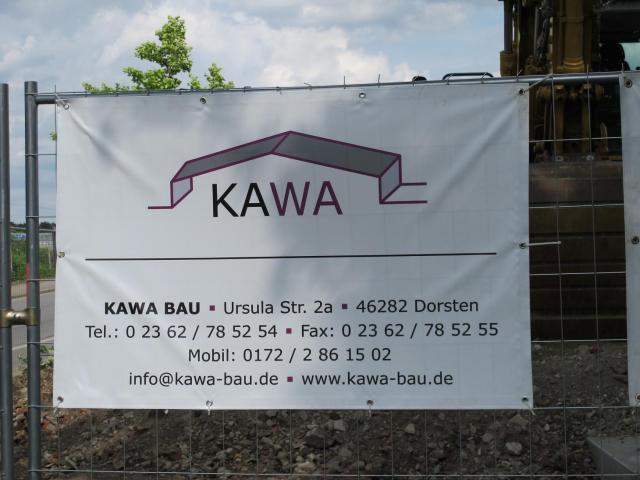 KAWA
KAWA BAU ▪ Ursula Str. 2a ▪ 46282 Dorsten
Tel.: 0 23 62 / 78 52 54 ▪ Fax: 0 23 62 / 78 52 55
Mobil: 0172 / 2 86 15 02
info@kawa-bau.de ▪ www.kawa-bau.de